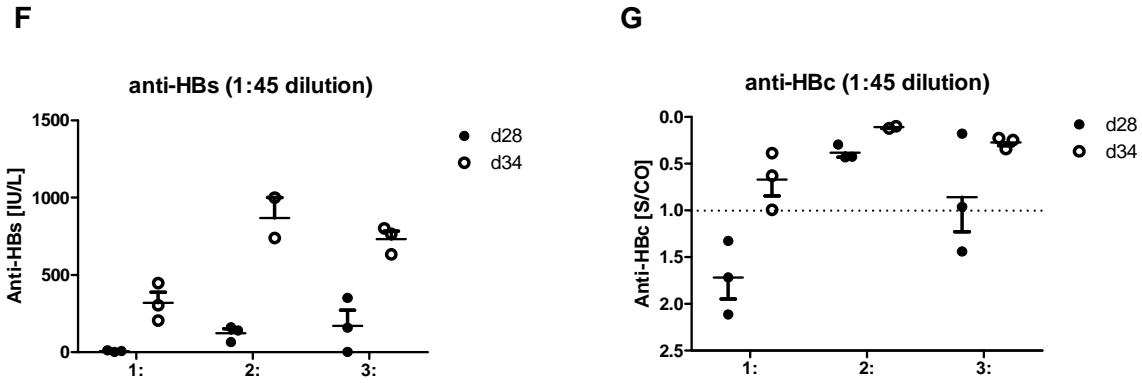 F
anti-HBs (1:45 dilution)
Anti-HBs [IU/L]
1500
1000
500
0
1:
2:
3:
d28
d34
G
anti-HBc (1:45 dilution)
Anti-HBc [S/CO]
0.0
0.5
1.0
1.5
2.0
2.5
1:
2:
3:
d28
d34